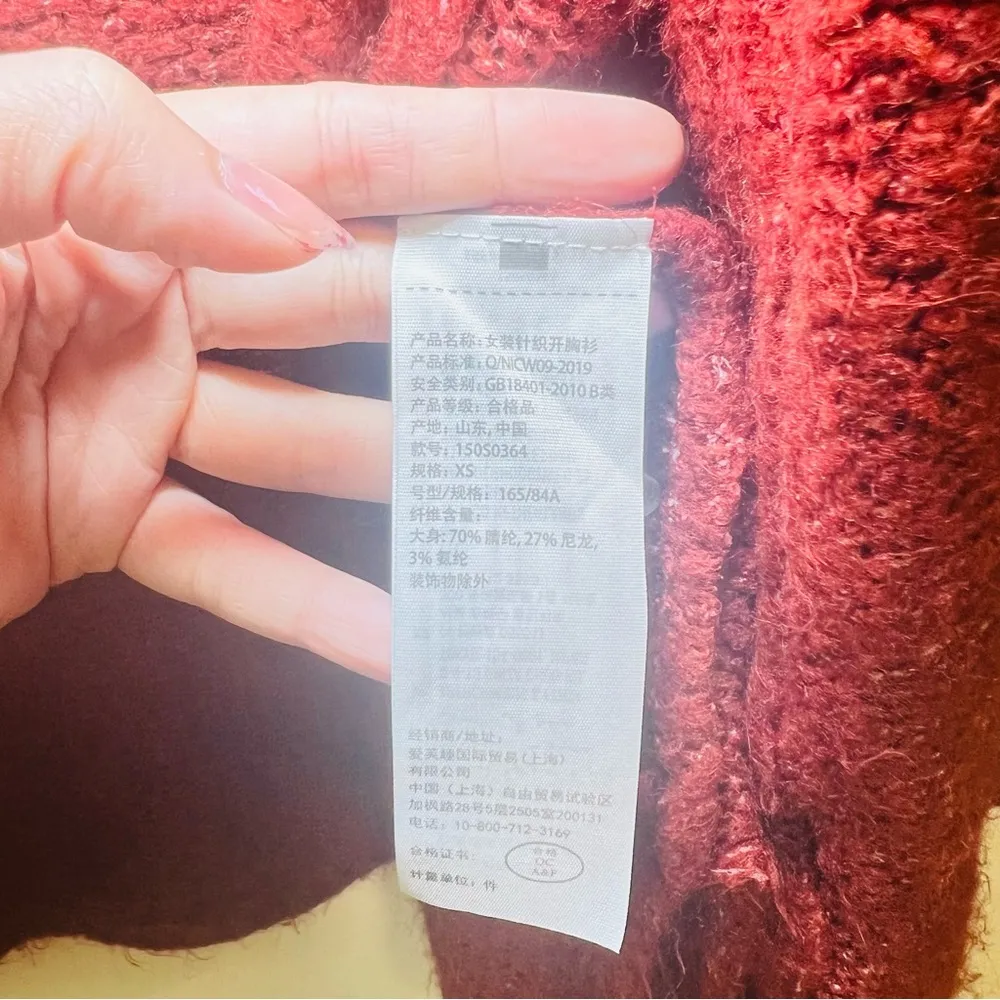 产品名称: 女装针织开胸衫
产品标准: Q/NICW09-2019
安全类别: GB18401-2010 B类
产品等级: 合格品
产地: 山东, 中国
款号: 150S0364
规格: XS
号型/规格: 165/84A
纤维含量:
大身: 70% 腈纶, 27% 尼龙,
3% 氨纶
装饰物除外
经销商/地址:
爱芙趣国际贸易(上海)
有限公司
中国（上海）自由贸易试验区
加枫路28号5层2505室200131
电话: 10-800-712-3169
合格证书:
合格
QC
A&F
计量单位: 件